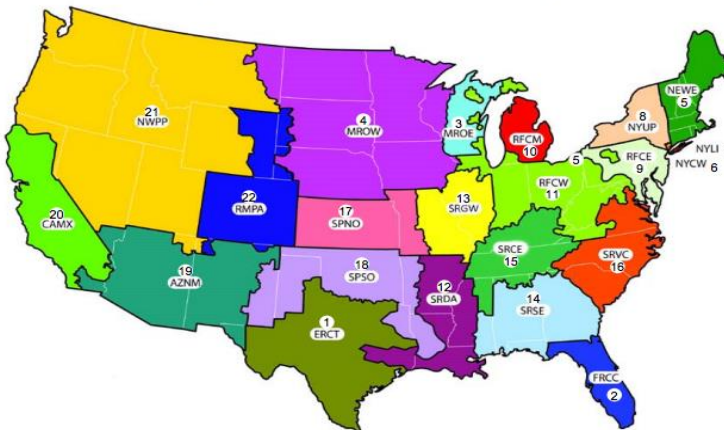 21
NWPP
4
MROW
3
MROE
RFCM
10
NEWE
5
8
NYUP
NYLI
NYCW 6
RFCE
9
5
RFCW
11
20
CAMX
22
RMPA
17
SPNO
13
SRGW
SRCE
15
SRVC
16
19
AZNM
18
SPSO
12
SRDA
14
SRSE
1
ERCT
FRCC
2